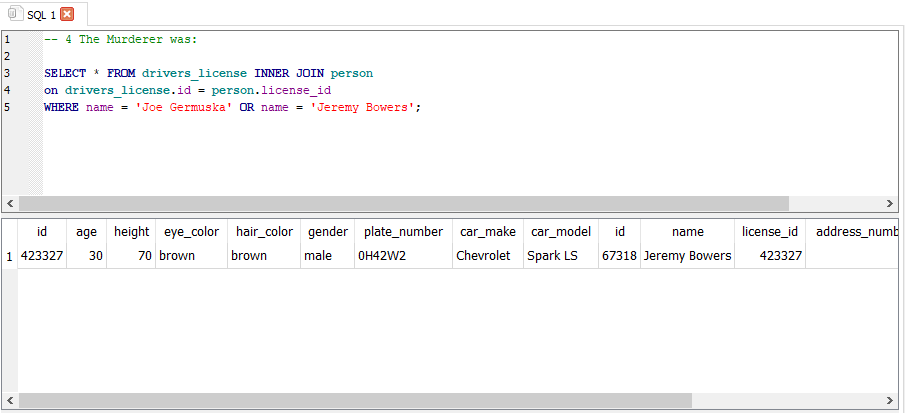 SQL 1
1 -- 4 The Murderer was:
2
3 SELECT * FROM drivers_license INNER JOIN person
4 on drivers_license.id = person.license_id
5 WHERE name = 'Joe Germuska' OR name = 'Jeremy Bowers';
id age height eye_color hair_color gender plate_number car_make car_model id name license_id address_numb
1 423327 30 70 brown brown male 0H42W2 Chevrolet Spark LS 67318 Jeremy Bowers 423327